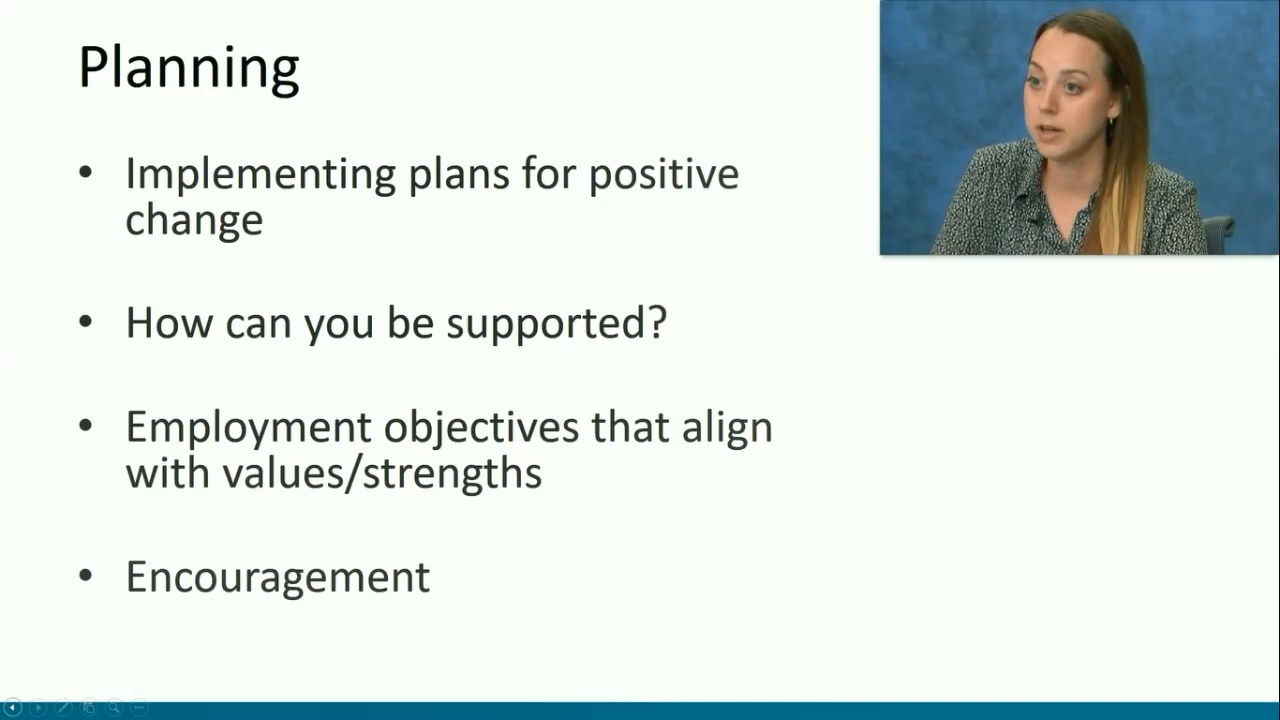 Planning
• Implementing plans for positive
change
• How can you be supported?
• Employment objectives that align
with values/strengths
• Encouragement